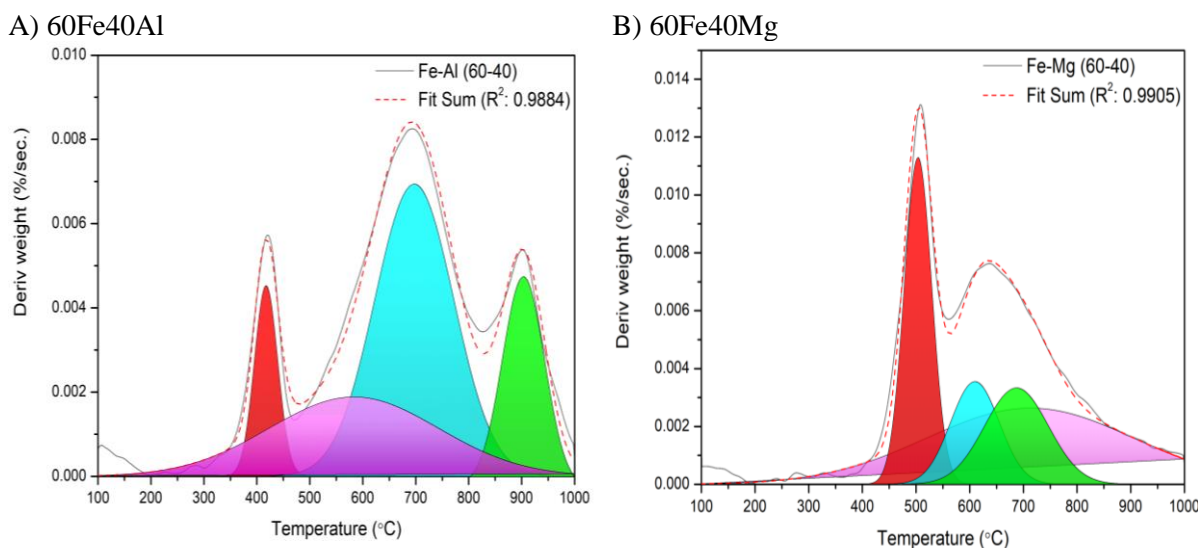 A) 60Fe40Al
B) 60Fe40Mg
0.010
0.008
0.006
0.004
0.002
0.000
Deriv weight (%/sec.)
Fe-Al (60-40)
Fit Sum (R²: 0.9884)
100 200 300 400 500 600 700 800 900 1000
Temperature (°C)
0.014
0.012
0.010
0.008
0.006
0.004
0.002
0.000
Deriv weight (%/sec.)
Fe-Mg (60-40)
Fit Sum (R²: 0.9905)
100 200 300 400 500 600 700 800 900 1000
Temperature (°C)